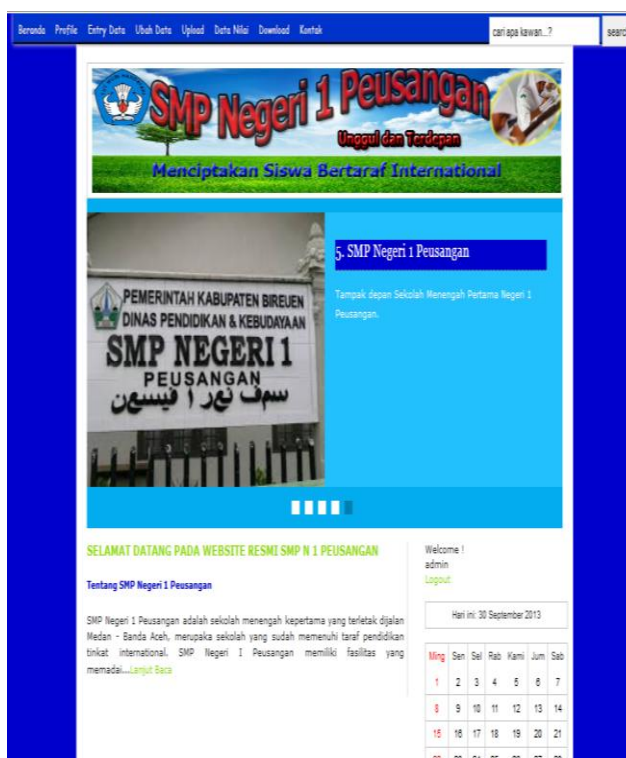 Beranda Profile Entry Data Ubah Data Upload Data Nilai Download Kontak
cari apa kawan...?
searc
SMP Negeri 1 Peusangan
Unggul dan Terdepan
Menciptakan Siswa Bertaraf International
PEMERINTAH KABUPATEN BIREUEN
DINAS PENDIDIKAN & KEBUDAYAAN
SMP NEGERI 1
PEUSANGAN
سمف نڬري ١ فيسڠن
5. SMP Negeri 1 Peusangan
Tampak depan Sekolah Menengah Pertama Negeri 1
Peusangan.
SELAMAT DATANG PADA WEBSITE RESMI SMP N 1 PEUSANGAN
Tentang SMP Negeri 1 Peusangan
SMP Negeri 1 Peusangan adalah sekolah menengah kepertama yang terletak dijalan
Medan - Banda Aceh, merupaka sekolah yang sudah memenuhi taraf pendidikan
tinkat international. SMP Negeri 1 Peusangan memiliki fasilitas yang
memadai...Lanjut Baca
Welcome !
admin
Logout
Hari ini: 30 September 2013
Ming Sen Sel Rab Kami Jum Sab
1 2 3 4 5 6 7
8 9 10 11 12 13 14
15 16 17 18 19 20 21